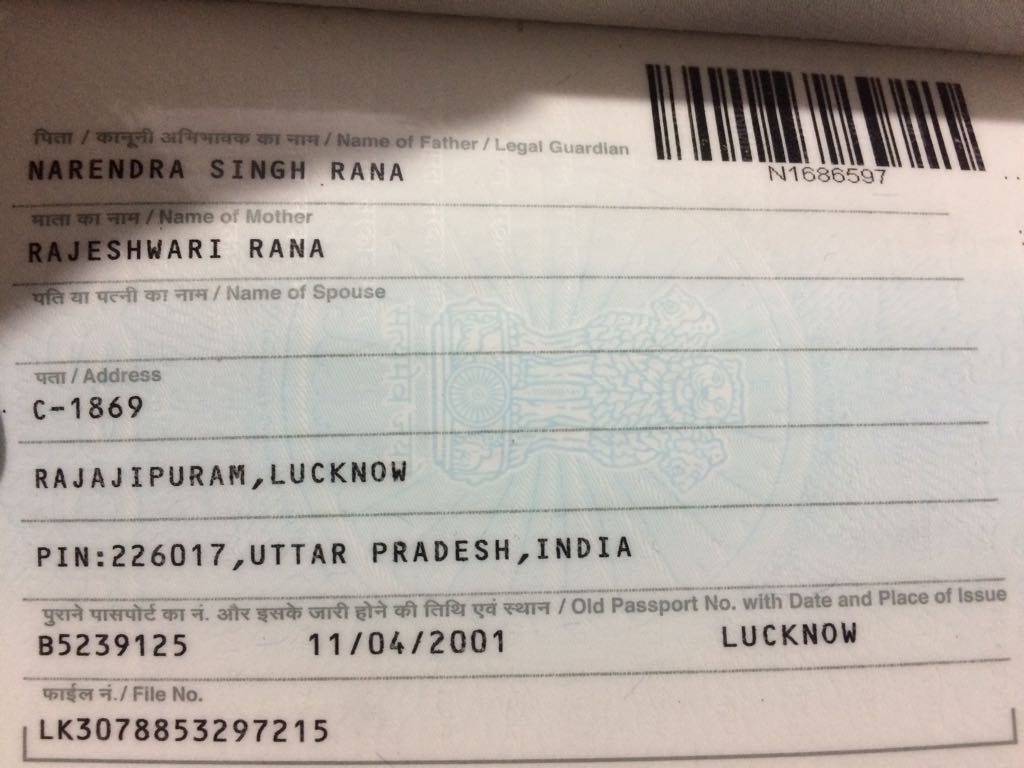 पिता / कानूनी अभिभावक का नाम / Name of Father / Legal Guardian
N1686597
NARENDRA SINGH RANA
माता का नाम / Name of Mother
RAJESHWARI RANA
पति या पत्नी का नाम / Name of Spouse
पता / Address
C-1869
RAJAJIPURAM,LUCKNOW
PIN:226017,UTTAR PRADESH,INDIA
पुराने पासपोर्ट का नं. और इसके जारी होने की तिथि एवं स्थान / Old Passport No. with Date and Place of Issue
B5239125 11/04/2001 LUCKNOW
फाईल नं./ File No.
LK3078853297215